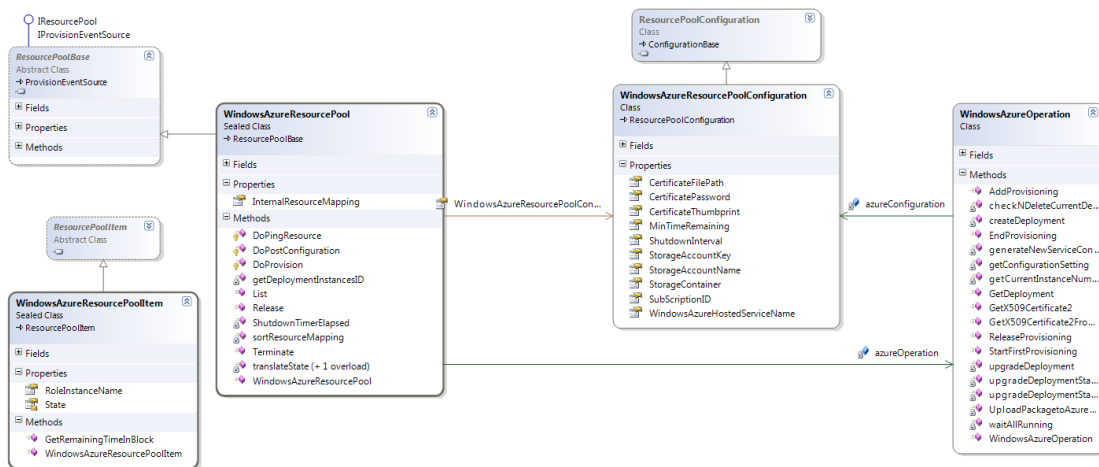 IResourcePool
IProvisionEventSource
ResourcePoolBase
Abstract Class
ProvisionEventSource
Fields
Properties
Methods
WindowsAzureResourcePool
Sealed Class
ResourcePoolBase
Fields
Properties
InternalResourceMapping
Methods
DoPingResource
DoPostConfiguration
DoProvision
getDeploymentInstancesID
List
Release
ShutdownTimerElapsed
sortResourceMapping
Terminate
translateState (+ 1 overload)
WindowsAzureResourcePool
ResourcePoolItem
Abstract Class
WindowsAzureResourcePoolItem
Sealed Class
ResourcePoolItem
Fields
Properties
RoleInstanceName
State
Methods
GetRemainingTimeInBlock
WindowsAzureResourcePoolItem
WindowsAzureResourcePoolCon...
ResourcePoolConfiguration
Class
ConfigurationBase
WindowsAzureResourcePoolConfiguration
Class
ResourcePoolConfiguration
Fields
Properties
CertificateFilePath
CertificatePassword
CertificateThumbprint
MinTimeRemaining
ShutdownInterval
StorageAccountKey
StorageAccountName
StorageContainer
SubScriptionID
WindowsAzureHostedServiceName
azureConfiguration
azureOperation
WindowsAzureOperation
Class
Fields
Methods
AddProvisioning
checkNDeleteCurrentDe...
createDeployment
EndProvisioning
generateNewServiceCon...
getConfigurationSetting
getCurrentInstanceNum...
GetDeployment
GetX509Certificate2
GetX509Certificate2Fro...
ReleaseProvisioning
StartFirstProvisioning
upgradeDeployment
upgradeDeploymentSta...
upgradeDeploymentSta...
UploadPackagetoAzure...
waitAllRunning
WindowsAzureOperation